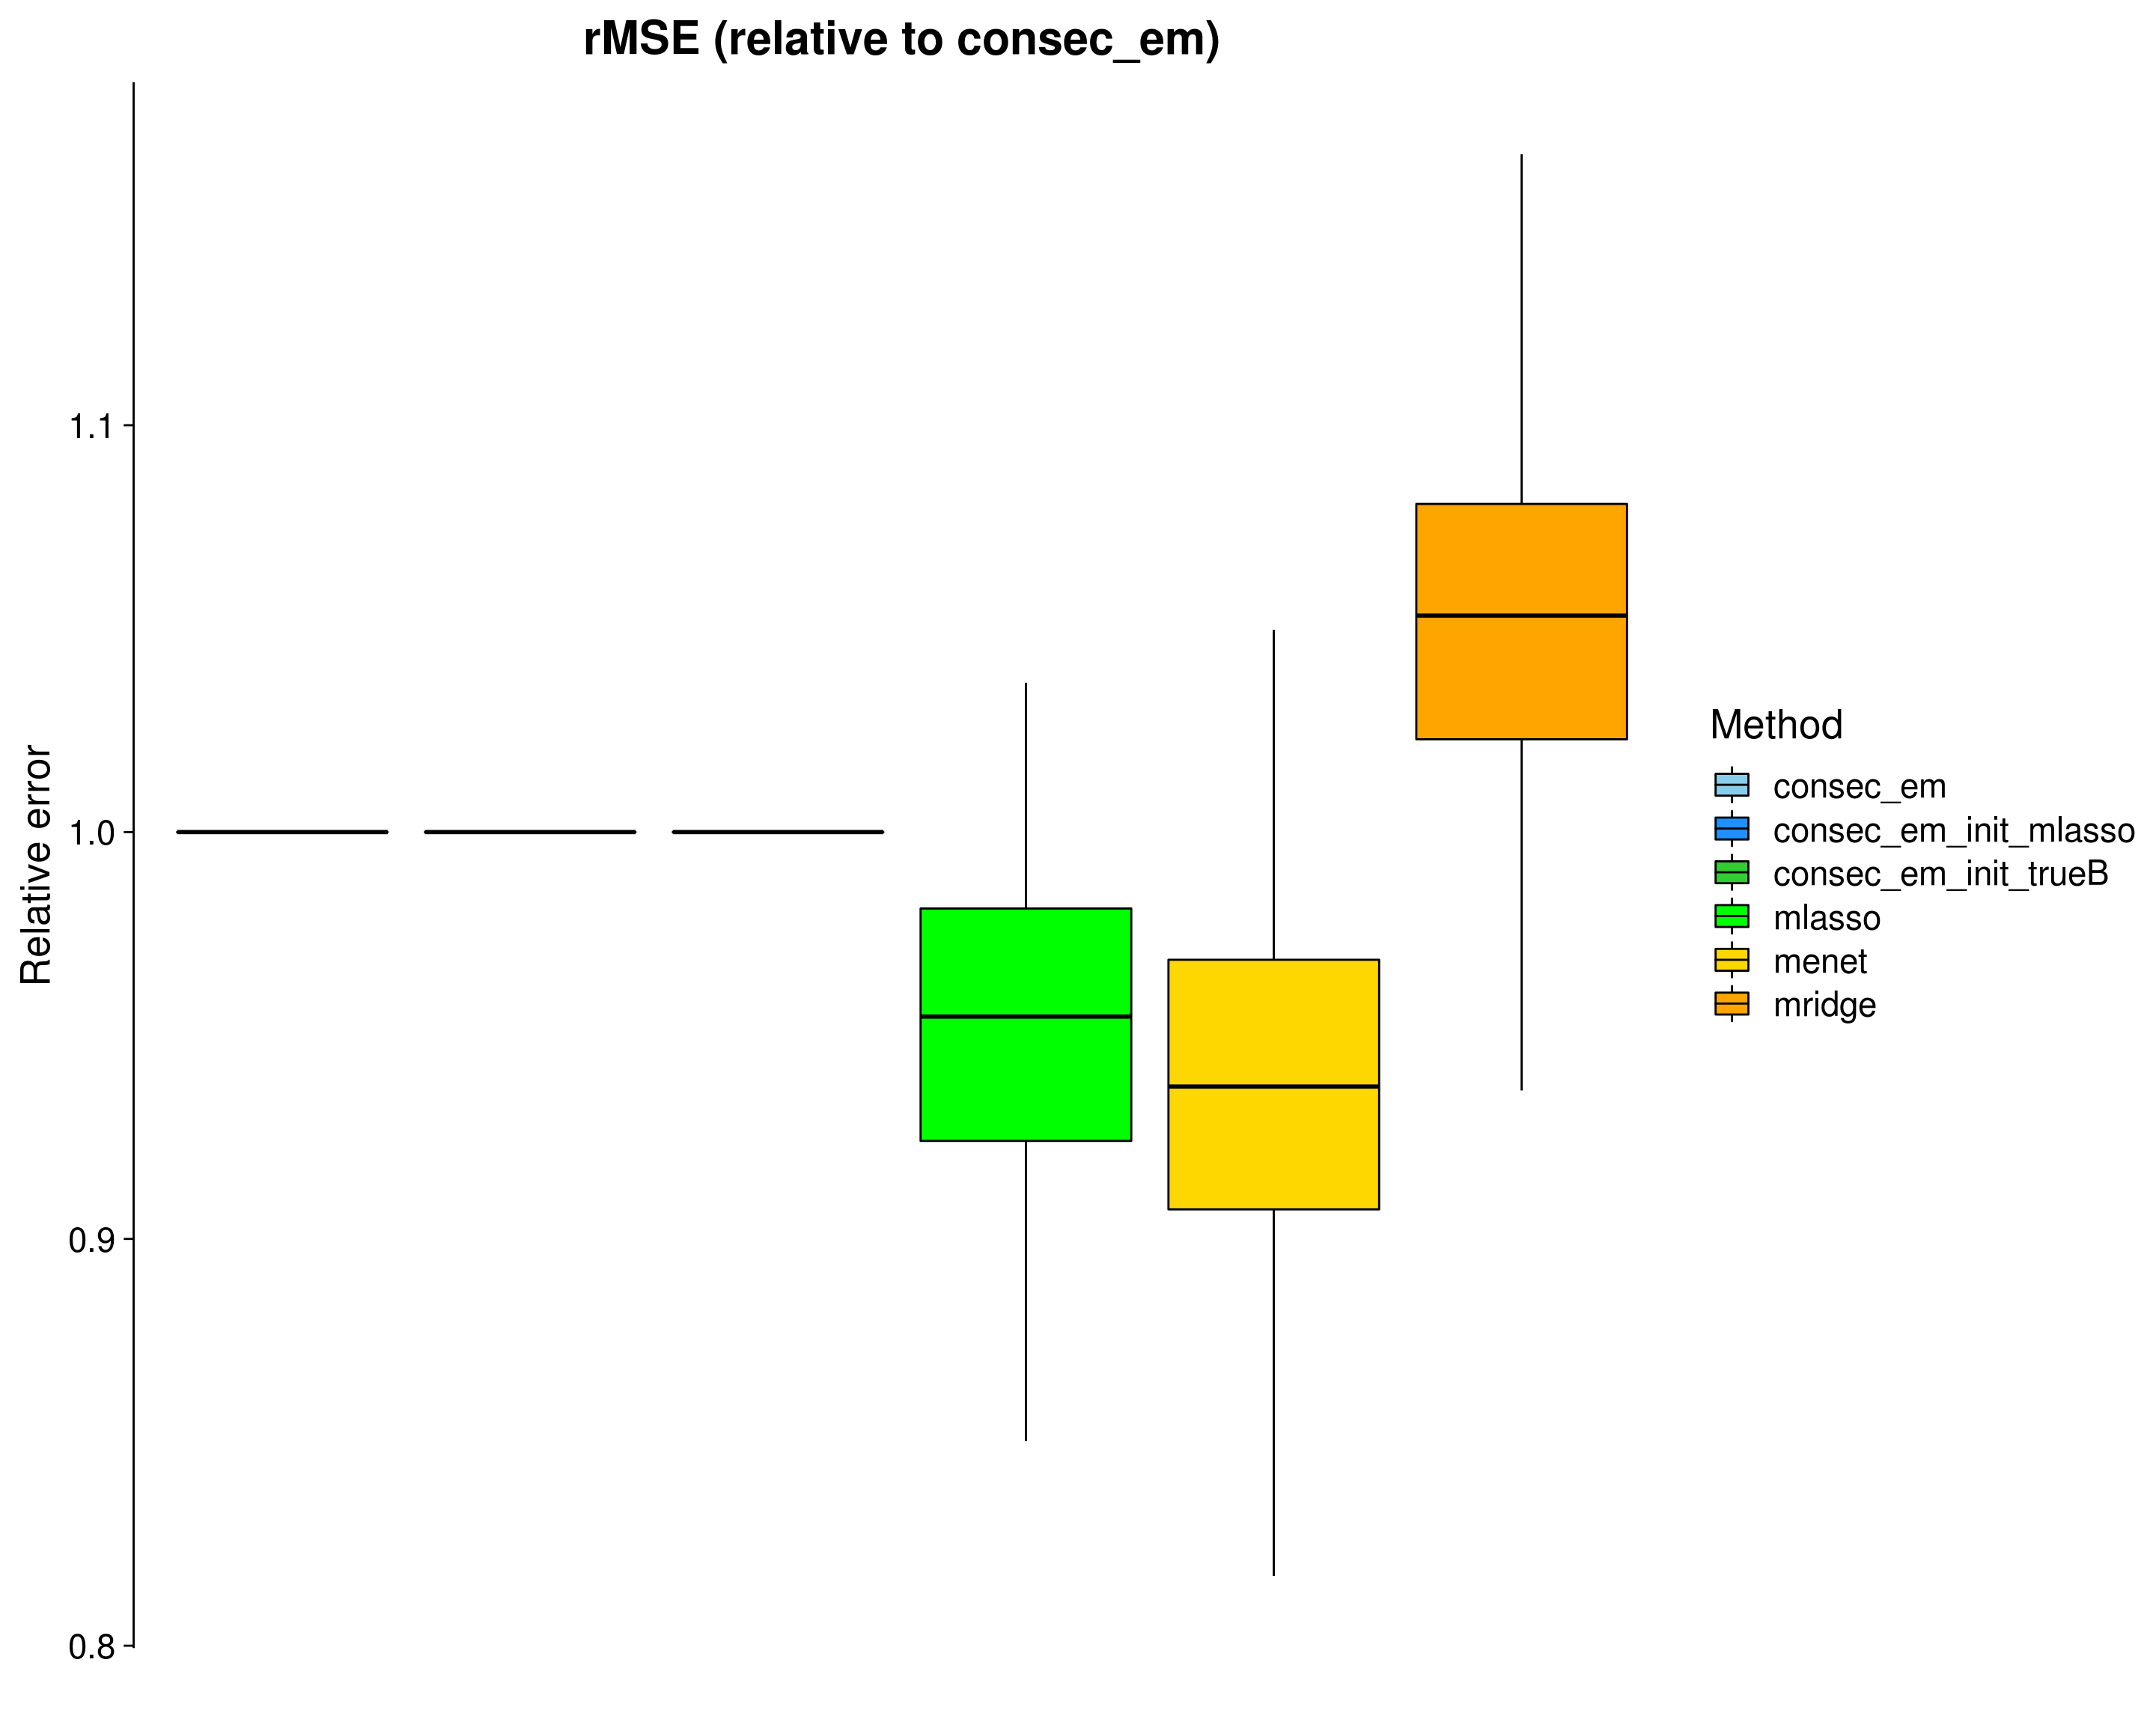 rMSE (relative to consec_em)
Relative error
1.1
1.0
0.9
0.8
Method
consec_em
consec_em_init_mlasso
consec_em_init_trueB
mlasso
menet
mridge